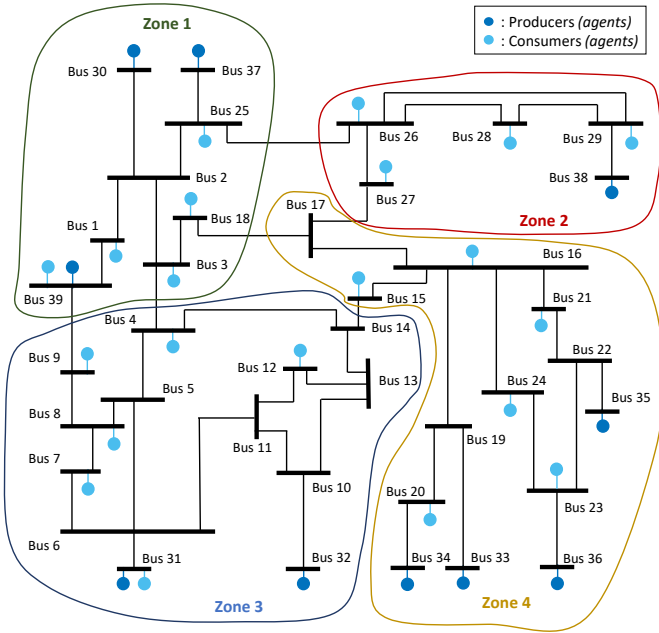 Zone 1
: Producers (agents)
: Consumers (agents)
Bus 30
Bus 37
Bus 25
Bus 26
Bus 28
Bus 29
Bus 38
Bus 2
Bus 27
Bus 17
Bus 18
Zone 2
Bus 1
Bus 3
Bus 16
Bus 39
Bus 15
Bus 21
Bus 4
Bus 14
Bus 9
Bus 12
Bus 22
Bus 5
Bus 13
Bus 24
Bus 8
Bus 35
Bus 11
Bus 19
Bus 7
Bus 10
Bus 20
Bus 23
Bus 6
Bus 31
Bus 32
Bus 34
Bus 33
Bus 36
Zone 3
Zone 4